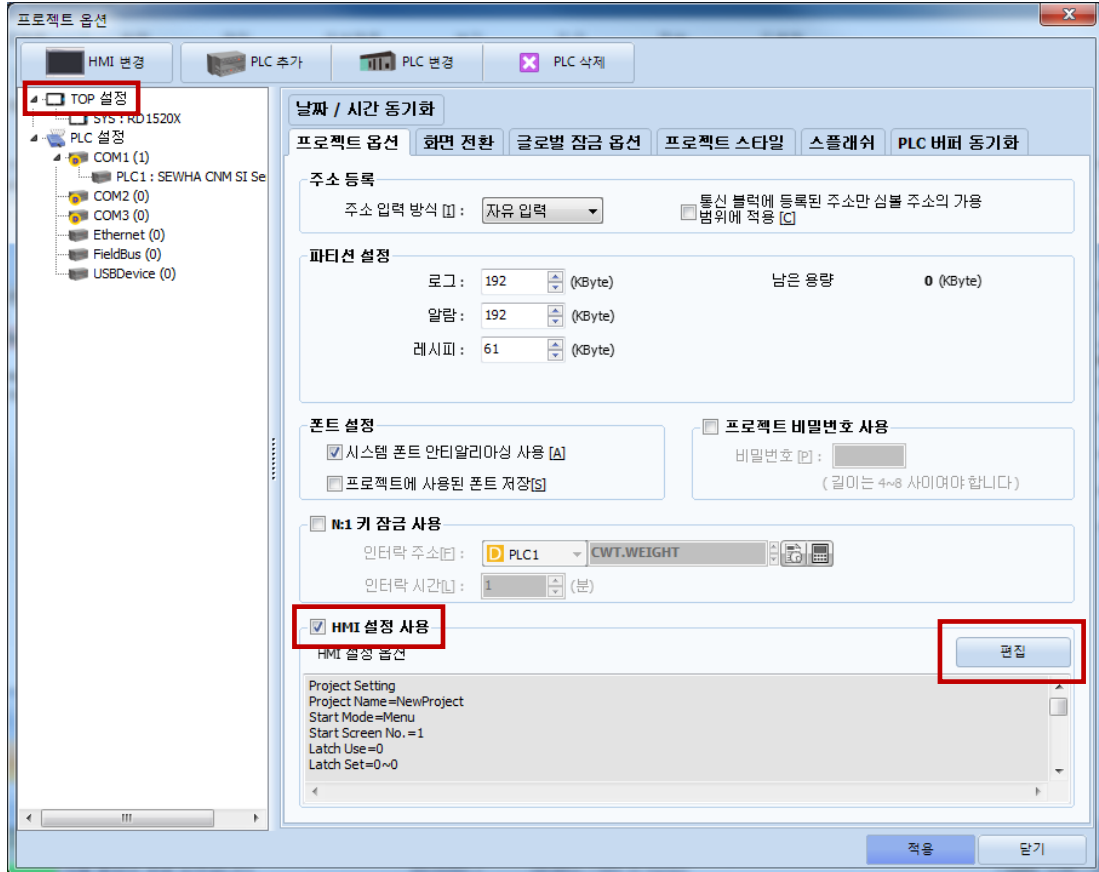 프로젝트 옵션
X
HMI 변경
PLC 추가
PLC 변경
PLC 삭제
TOP 설정
SYS : RD1520X
PLC 설정
COM1 (1)
PLC1 : SEWHA CNM SI Se
COM2 (0)
COM3 (0)
Ethernet (0)
FieldBus (0)
USBDevice (0)
날짜 / 시간 동기화
프로젝트 옵션 화면 전환 글로벌 잠금 옵션 프로젝트 스타일 스플래쉬 PLC 버퍼 동기화
주소 등록
주소 입력 방식 [I] : 자유 입력
통신 블럭에 등록된 주소만 심볼 주소의 가용
범위에 적용 [C]
파티션 설정
로그 : 192 (KByte) 남은 용량 0 (KByte)
알람 : 192 (KByte)
레시피 : 61 (KByte)
폰트 설정
시스템 폰트 안티알리아싱 사용 [A]
프로젝트에 사용된 폰트 저장[S]
프로젝트 비밀번호 사용
비밀번호 [P] :
( 길이는 4~8 사이여야 합니다 )
N:1 키 잠금 사용
인터락 주소[E] : D PLC1 CWT.WEIGHT
인터락 시간[L] : 1 (분)
HMI 설정 사용
HMI 설정 옵션
편집
Project Setting
Project Name=NewProject
Start Mode=Menu
Start Screen No.=1
Latch Use=0
Latch Set=0~0
적용 닫기